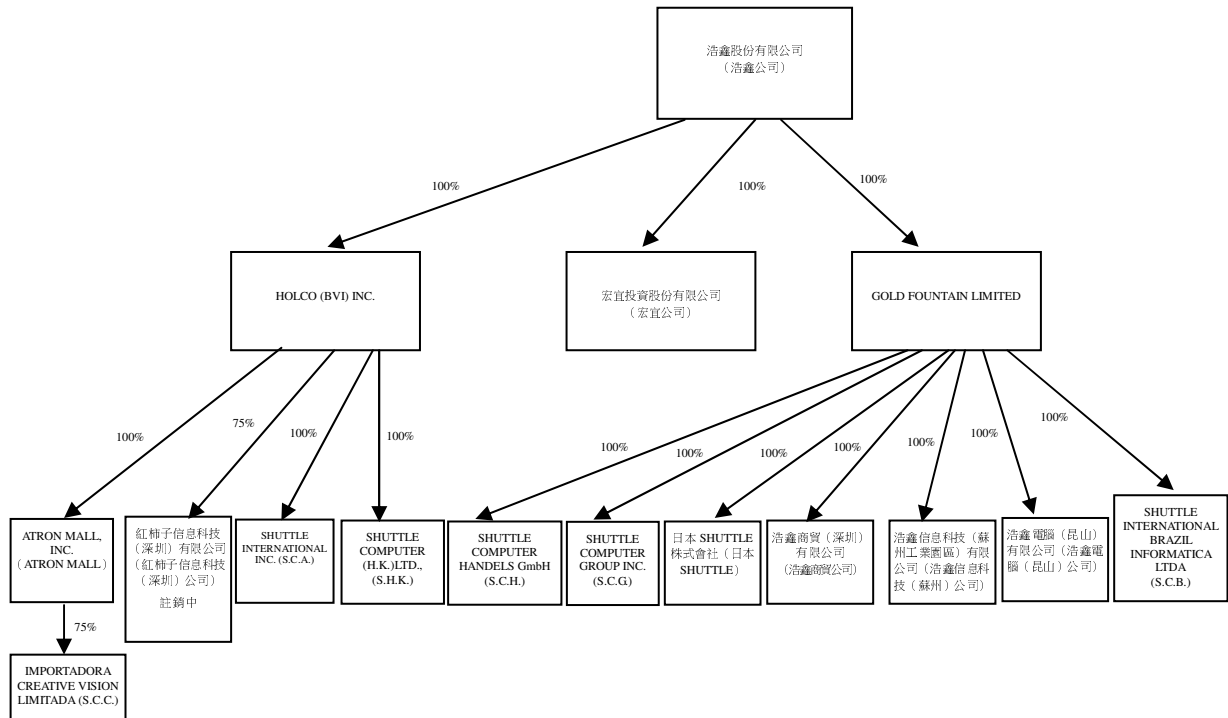 浩鑫股份有限公司
（浩鑫公司）
100%
100%
100%
HOLCO (BVI) INC.
宏宜投資股份有限公司
（宏宜公司）
GOLD FOUNTAIN LIMITED
100%
75%
100%
100%
100%
100%
100%
100%
100%
100%
100%
ATRON MALL,
INC.
（ATRON MALL）
紅柿子信息科技
（深圳）有限公司
（紅柿子信息科技
（深圳）公司）
註銷中
SHUTTLE
INTERNATIONAL
INC. (S.C.A.)
SHUTTLE
COMPUTER
(H.K.)LTD.,
(S.H.K.)
SHUTTLE
COMPUTER
HANDELS GmbH
(S.C.H.)
SHUTTLE
COMPUTER
GROUP INC.
(S.C.G.)
日本 SHUTTLE
株式會社（日本
SHUTTLE）
浩鑫商貿（深圳）
有限公司
（浩鑫商貿公司）
浩鑫信息科技（蘇
州工業園區）有限
公司（浩鑫信息科
技（蘇州）公司）
浩鑫電腦（昆山）
有限公司（浩鑫電
腦（昆山）公司）
SHUTTLE
INTERNATIONAL
BRAZIL
INFORMATICA
LTDA
(S.C.B.)
75%
IMPORTADORA
CREATIVE VISION
LIMITADA (S.C.C.)